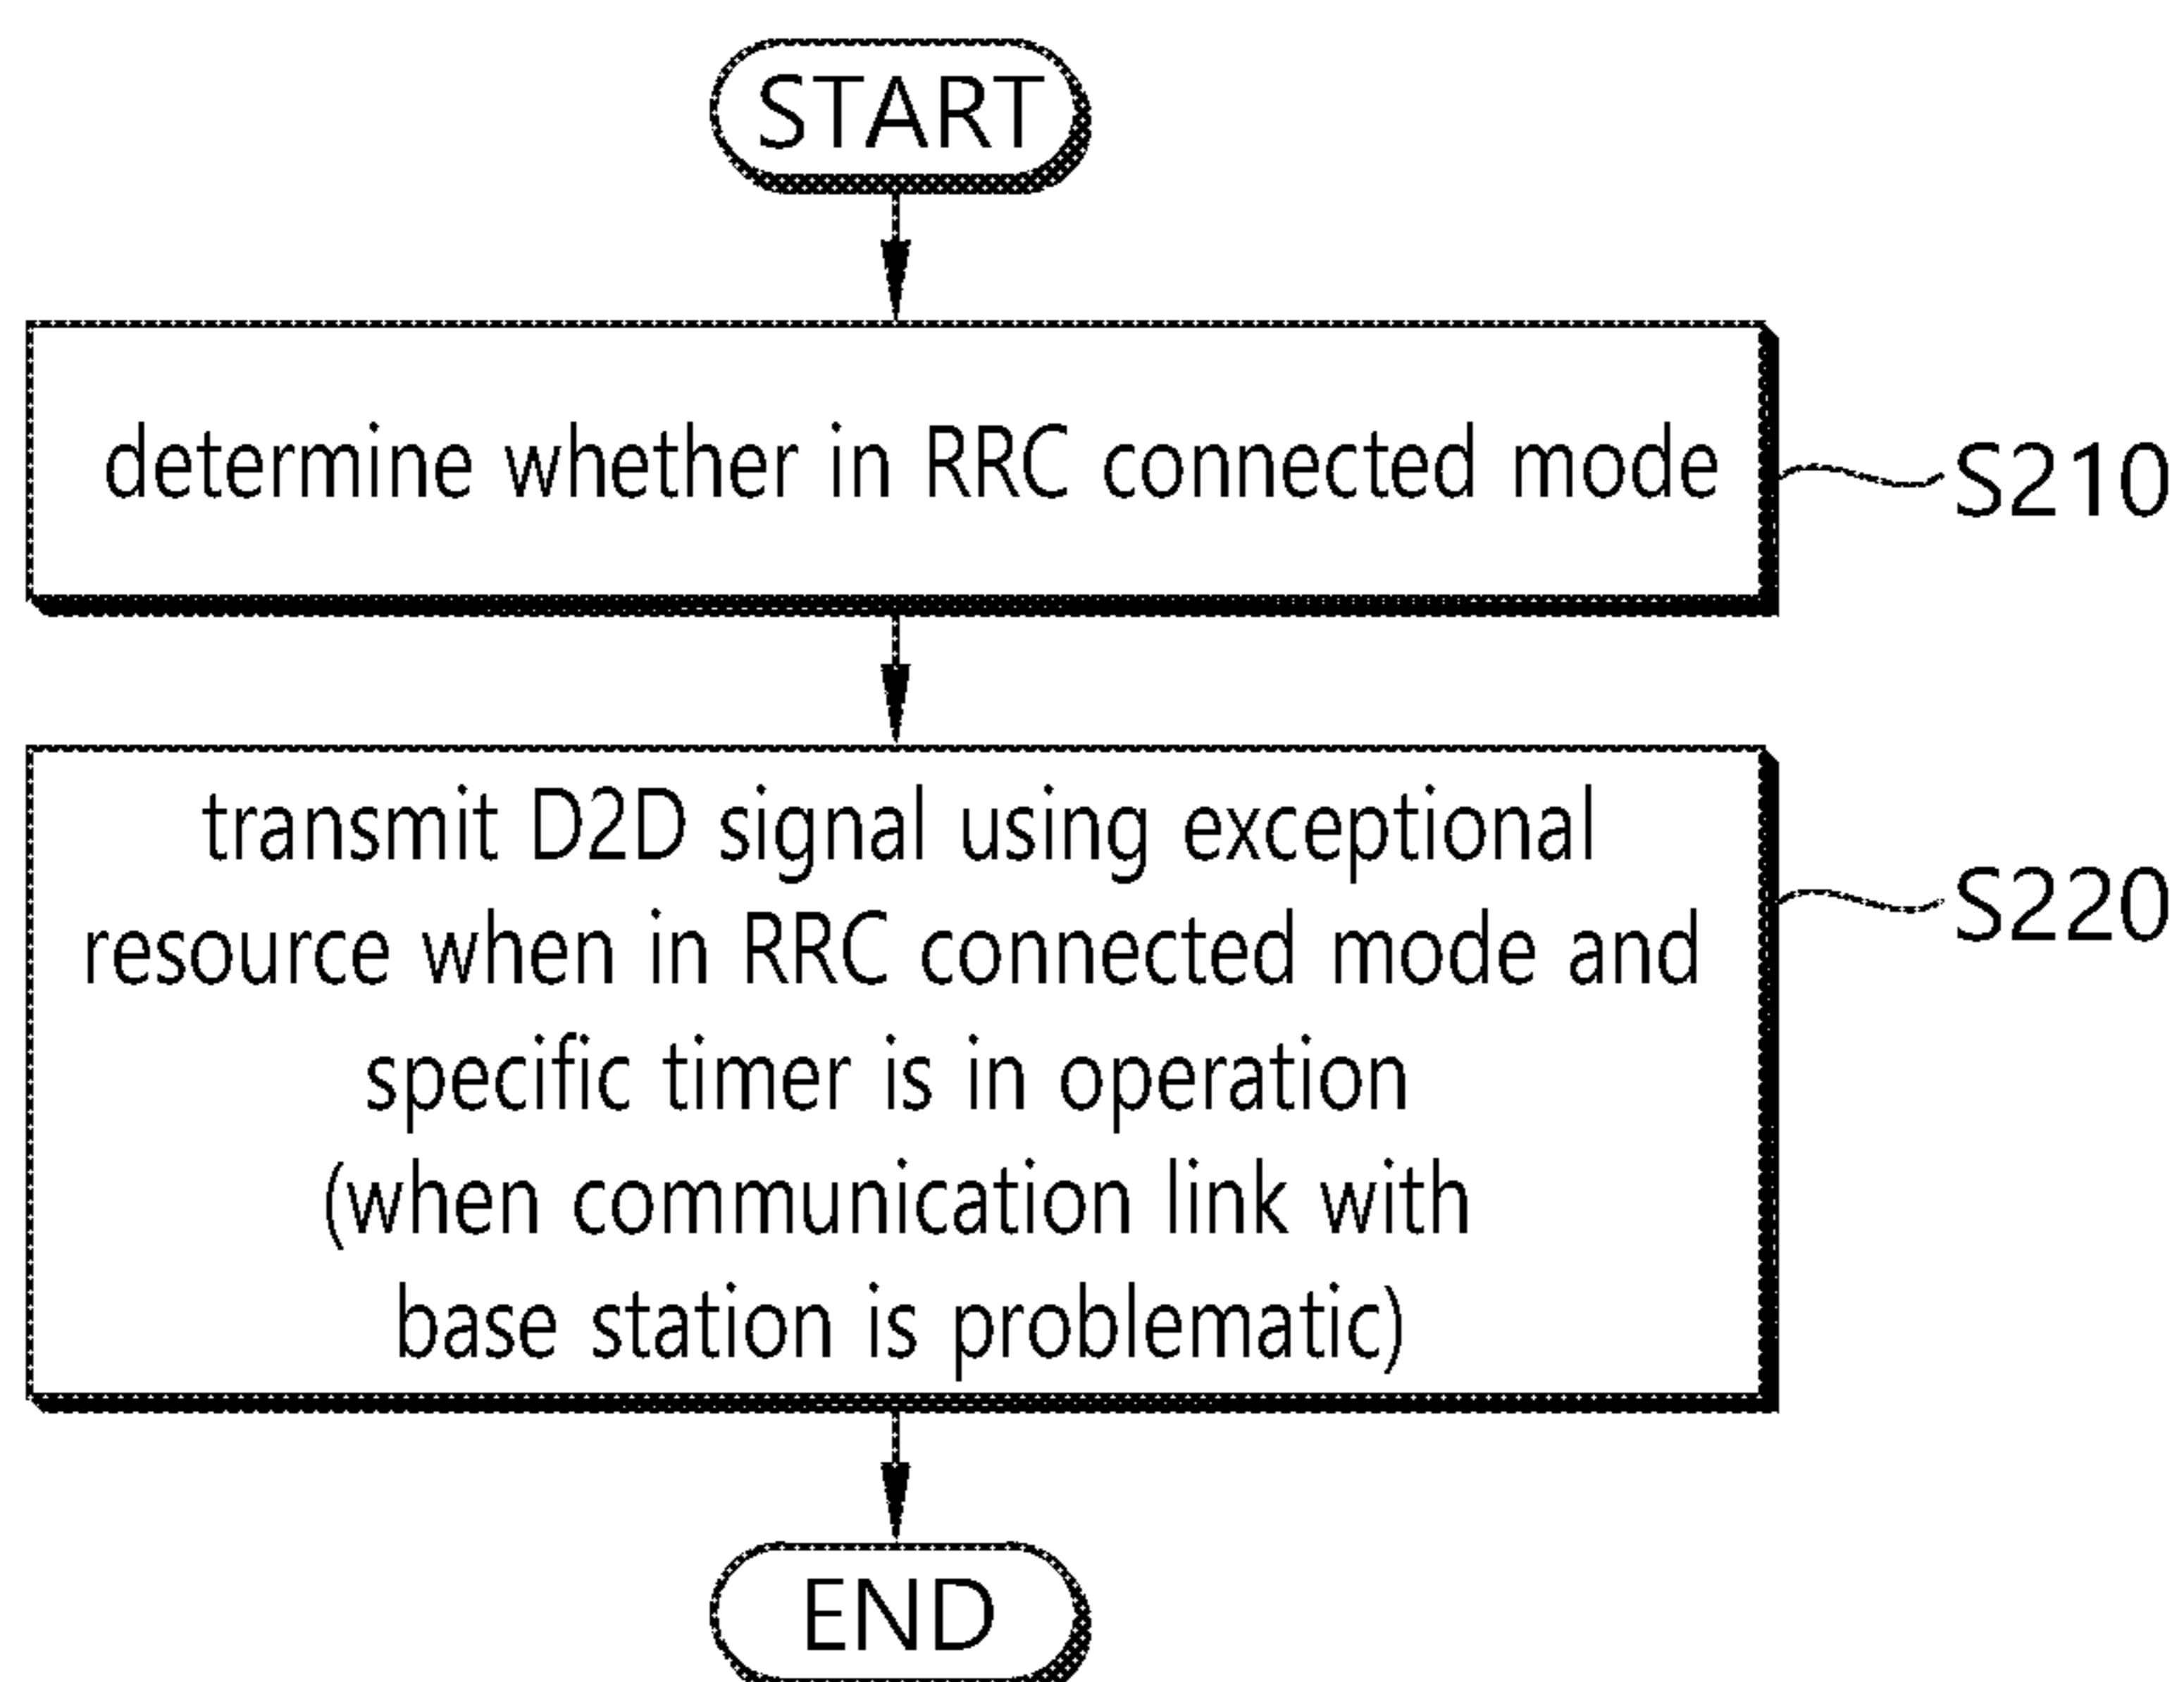 START
determine whether in RRC connected mode
S210
transmit D2D signal using exceptional
resource when in RRC connected mode and
specific timer is in operation
(when communication link with
base station is problematic)
S220
END